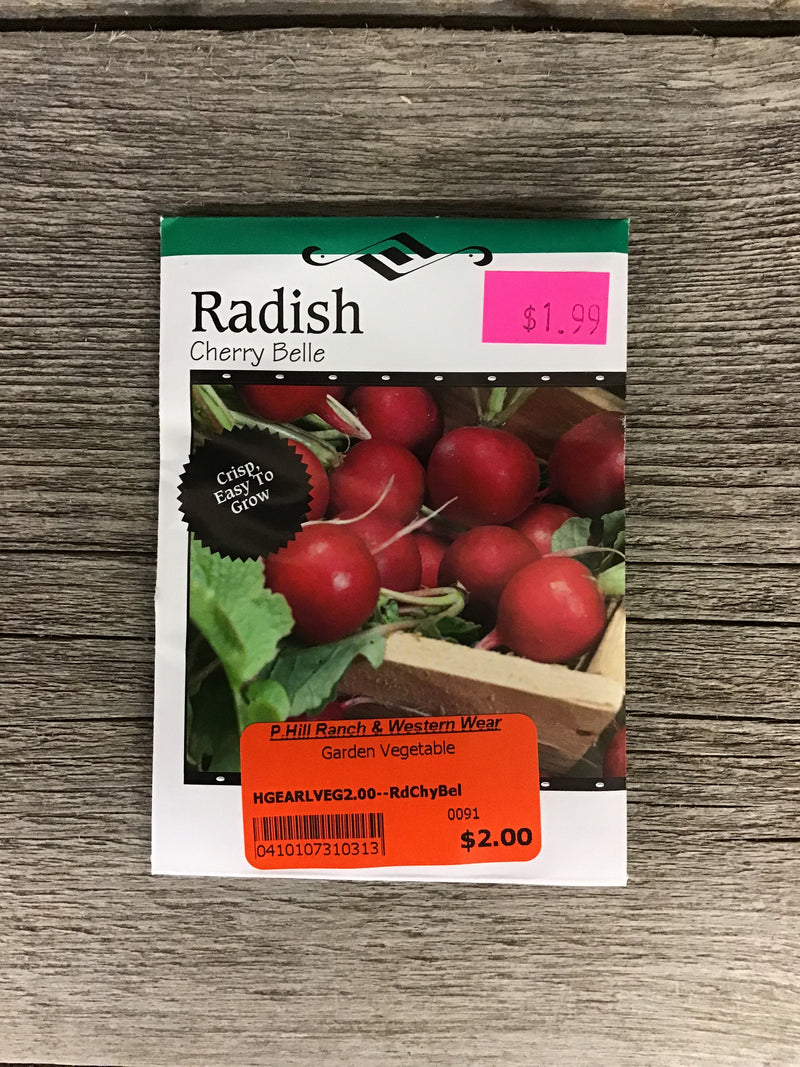 Radish
$1.99
Cherry Belle
Crisp,
Easy To
Grow
P.Hill Ranch & Western Wear
Garden Vegetable
HGEARLVEG2.00--RdChyBel
0091
$2.00
0410107310313